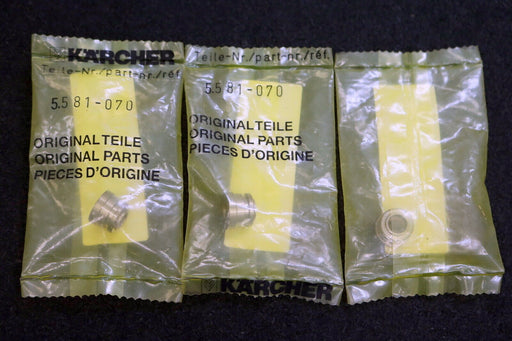 KÄRCHER
Teile-Nr./part-nr./réf.
5.581-070
ORIGINALTEILE
ORIGINAL PARTS
PIECES D'ORIGINE
Teile-Nr./part-nr./réf.
5.581-070
ORIGINALTEILE
ORIGINAL PARTS
PIECES D'ORIGINE
KÄRCHER